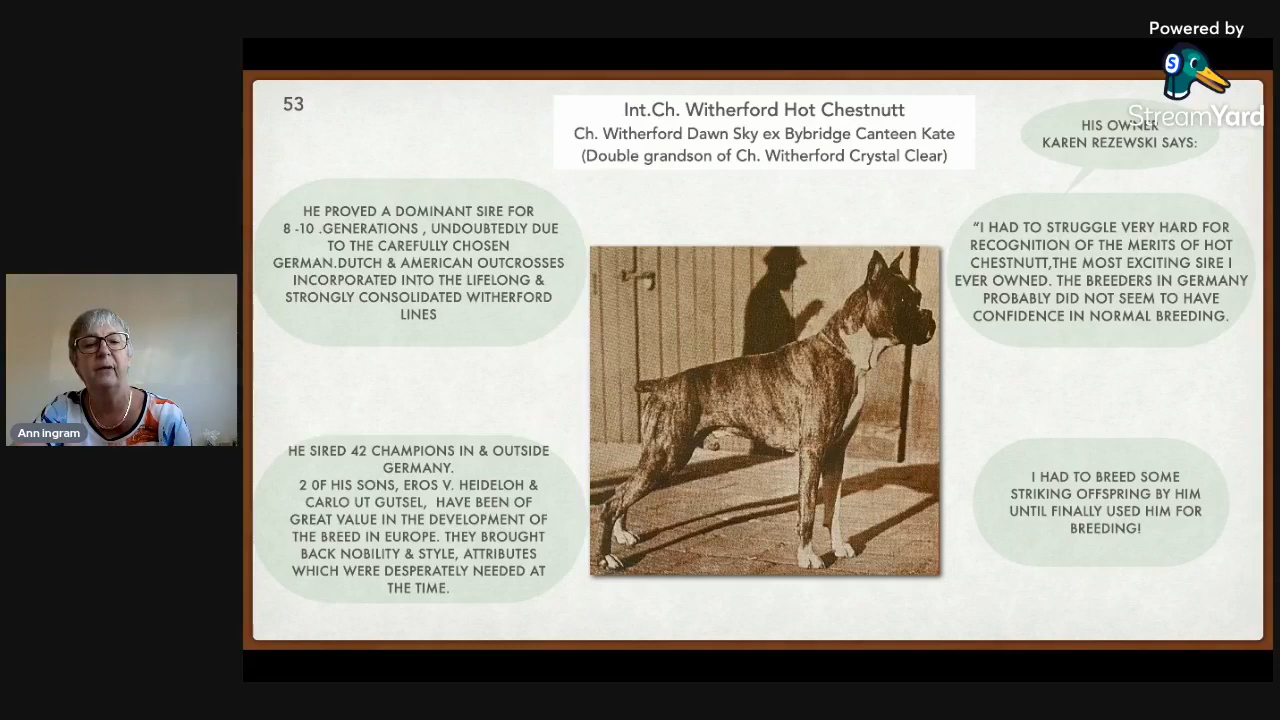 Powered by
StreamYard
53
Int.Ch. Witherford Hot Chestnutt
Ch. Witherford Dawn Sky ex Bybridge Canteen Kate
(Double grandson of Ch. Witherford Crystal Clear)
HIS OWNER
KAREN REZEWSKI SAYS:
HE PROVED A DOMINANT SIRE FOR
8 -10 .GENERATIONS , UNDOUBTEDLY DUE
TO THE CAREFULLY CHOSEN
GERMAN.DUTCH & AMERICAN OUTCROSSES
INCORPORATED INTO THE LIFELONG &
STRONGLY CONSOLIDATED WITHERFORD
LINES
"I HAD TO STRUGGLE VERY HARD FOR
RECOGNITION OF THE MERITS OF HOT
CHESTNUTT,THE MOST EXCITING SIRE I
EVER OWNED. THE BREEDERS IN GERMANY
PROBABLY DID NOT SEEM TO HAVE
CONFIDENCE IN NORMAL BREEDING.
Ann Ingram
HE SIRED 42 CHAMPIONS IN & OUTSIDE
GERMANY.
2 0F HIS SONS, EROS V. HEIDELOH &
CARLO UT GUTSEL, HAVE BEEN OF
GREAT VALUE IN THE DEVELOPMENT OF
THE BREED IN EUROPE. THEY BROUGHT
BACK NOBILITY & STYLE, ATTRIBUTES
WHICH WERE DESPERATELY NEEDED AT
THE TIME.
I HAD TO BREED SOME
STRIKING OFFSPRING BY HIM
UNTIL FINALLY USED HIM FOR
BREEDING!